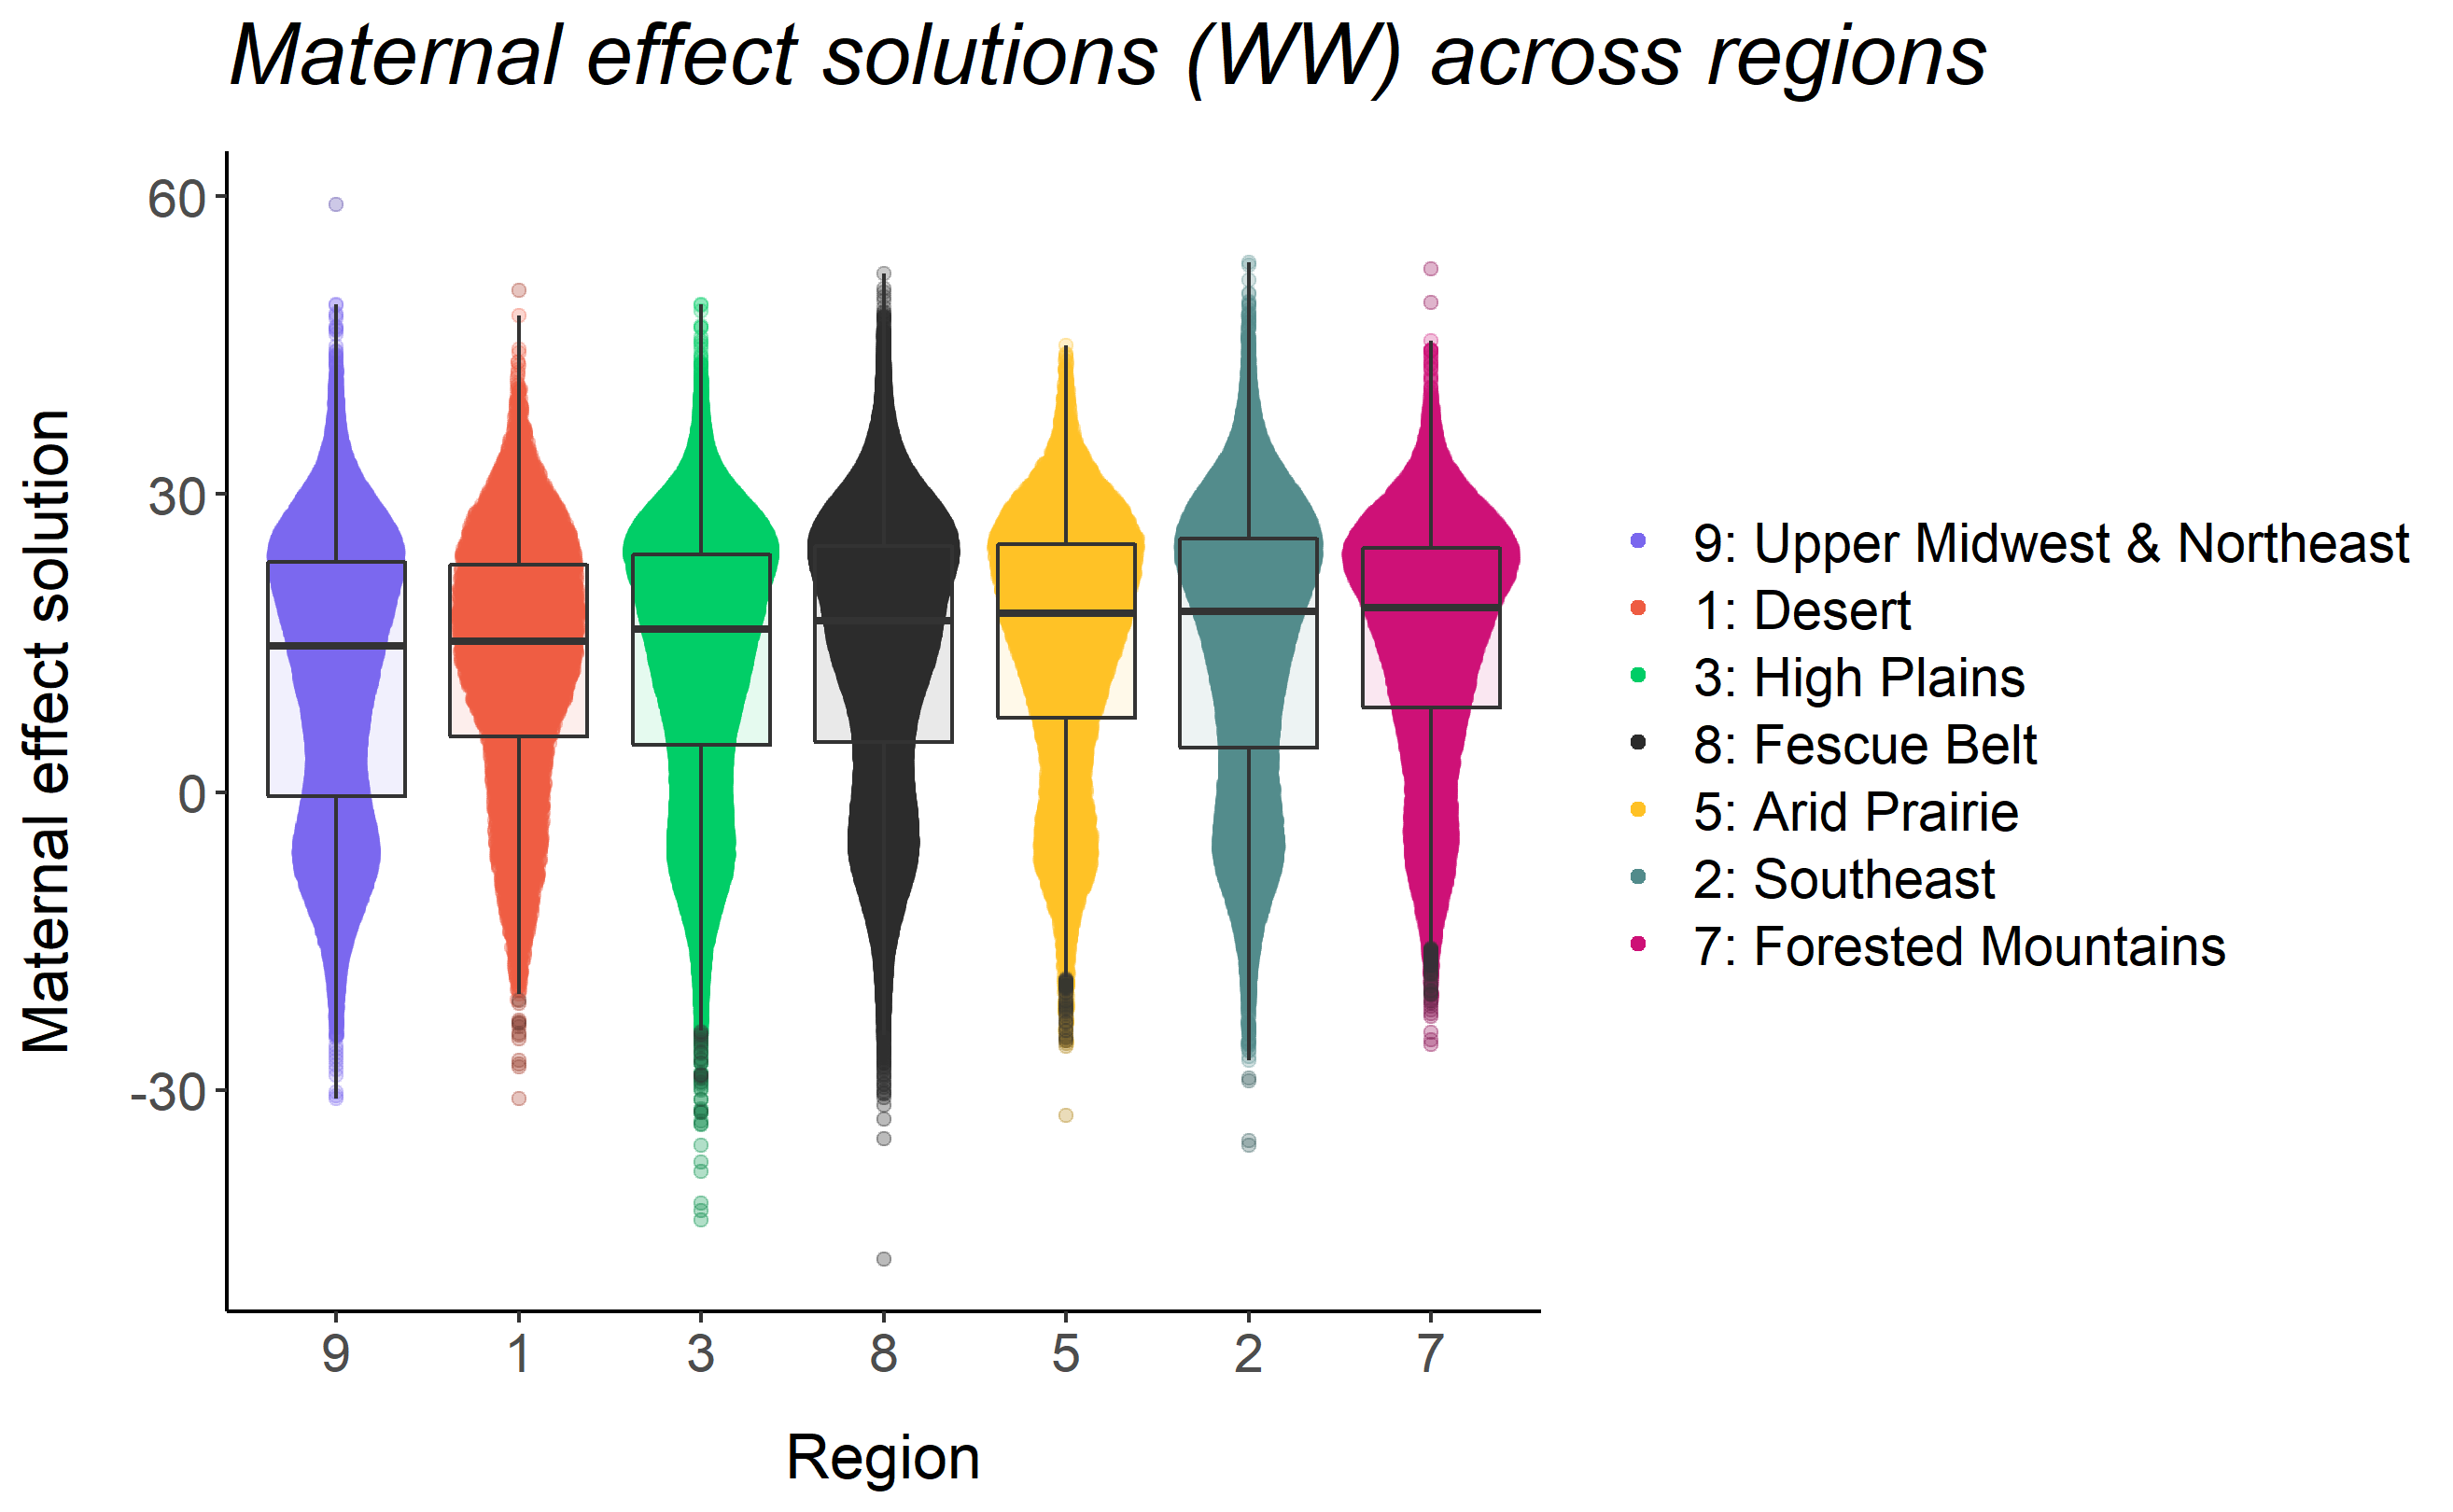 Maternal effect solutions (WW) across regions
Maternal effect solution
60
30
0
-30
9 1 3 8 5 2 7
Region
9: Upper Midwest & Northeast
1: Desert
3: High Plains
8: Fescue Belt
5: Arid Prairie
2: Southeast
7: Forested Mountains